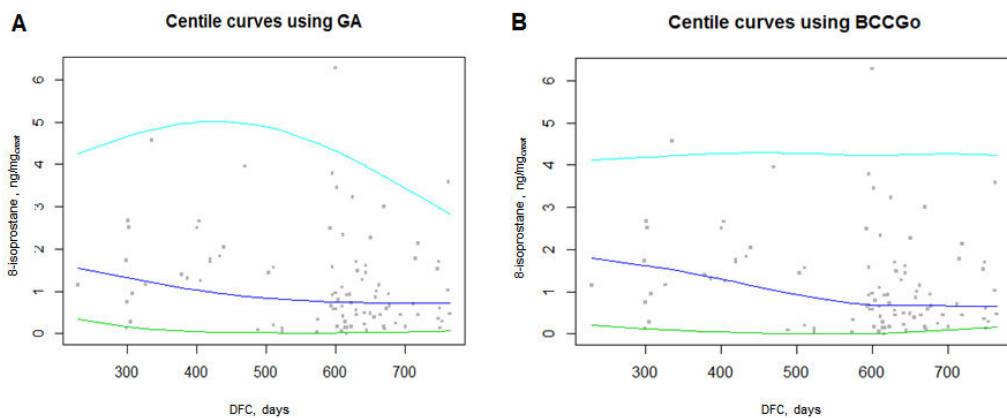 A
Centile curves using GA
8-isoprostane , ng/mgcreat
6
5
4
3
2
1
0
300 400 500 600 700
DFC, days
B
Centile curves using BCCGo
8-isoprostane , ng/mgcreat
6
5
4
3
2
1
0
300 400 500 600 700
DFC, days